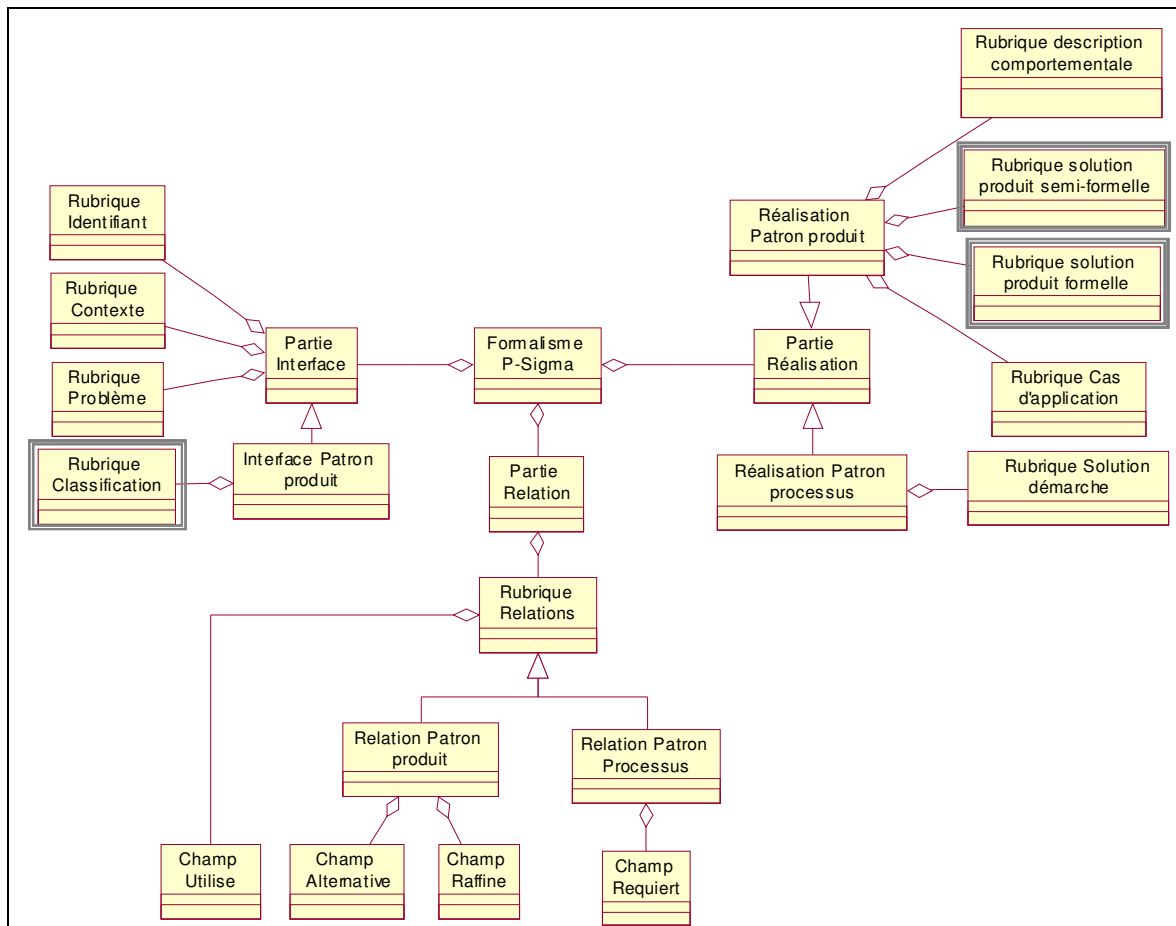 Rubrique description
comportementale
Rubrique solution
produit semi-formelle
Rubrique
Identifiant
Réalisation
Patron produit
Rubrique solution
produit formelle
Rubrique
Contexte
Partie
Interface
Formalisme
P-Sigma
Partie
Réalisation
Rubrique
Problème
Rubrique Cas
d'application
Rubrique
Classification
Interface Patron
produit
Partie
Relation
Réalisation Patron
processus
Rubrique Solution
démarche
Rubrique
Relations
Relation Patron
produit
Relation Patron
Processus
Champ
Utilise
Champ
Alternative
Champ
Raffine
Champ
Requiert